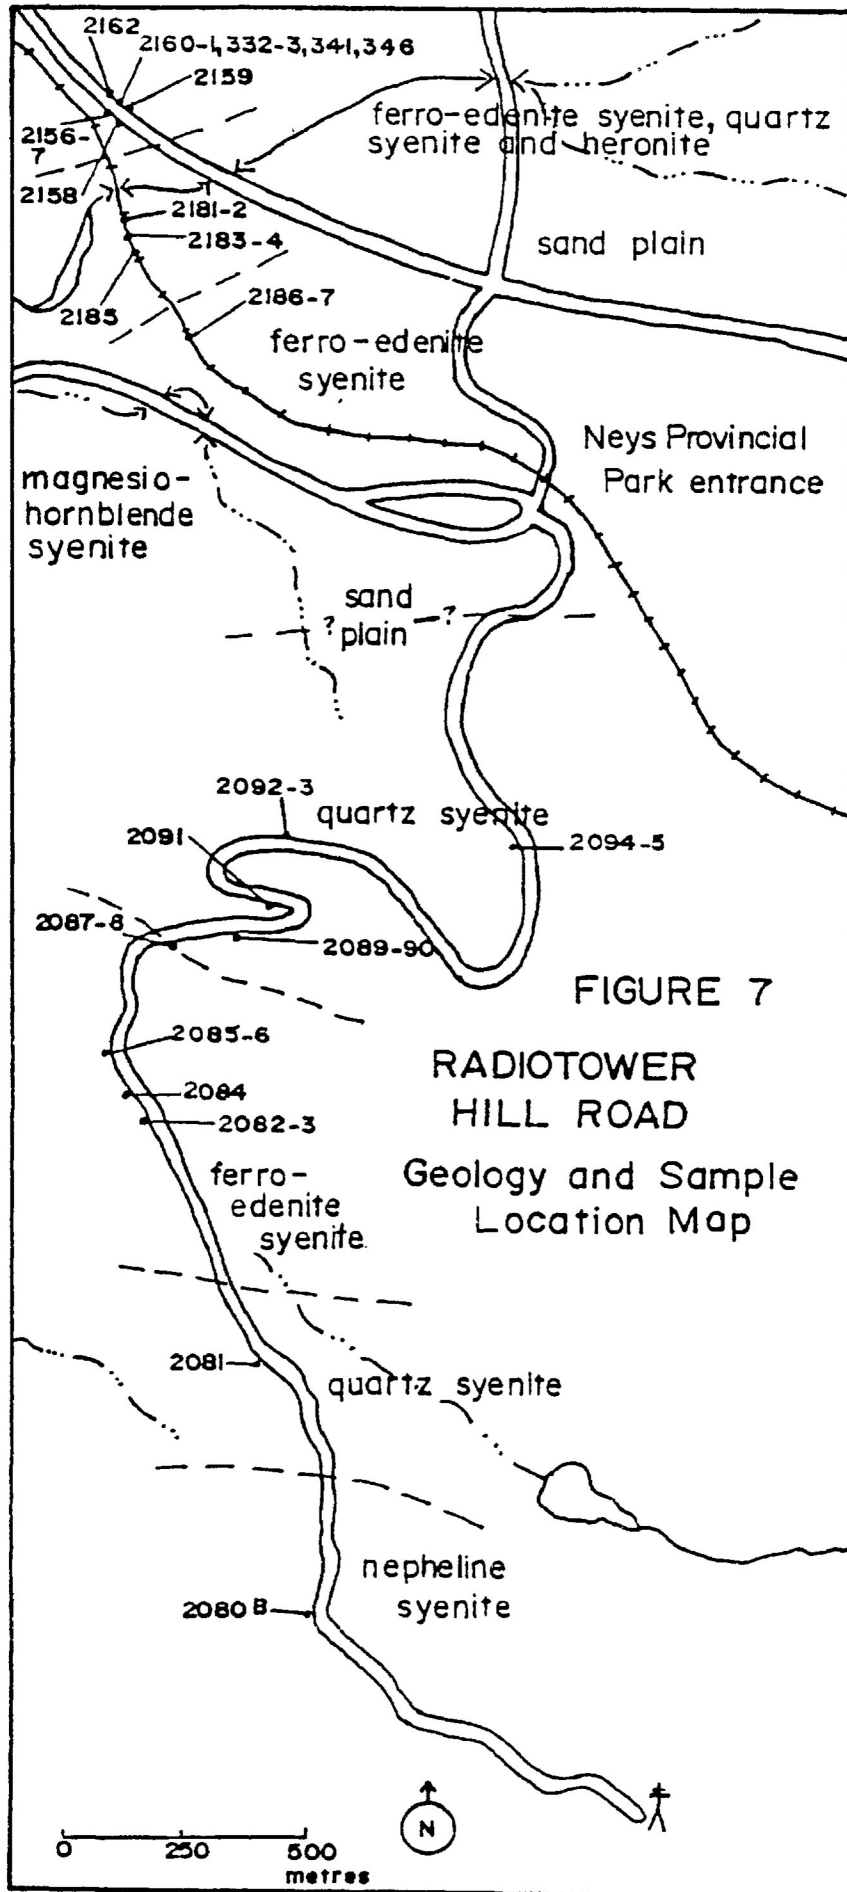 2162
2160-1,332-3,341,346
2159
ferro-edenite syenite, quartz
syenite and heronite
2156-
7
2158
2181-2
2183-4
sand plain
2185
2186-7
ferro-edenite
syenite
Neys Provincial
Park entrance
magnesio-
hornblende
syenite
sand
plain
?
?
2092-3
quartz syenite
2091
2094-5
2087-8
2089-90
FIGURE 7
2085-6
RADIOTOWER
HILL ROAD
2084
2082-3
Geology and Sample
Location Map
ferro-
edenite
syenite
2081
quartz syenite
nepheline
syenite
2080 B
N
0 250 500
metres